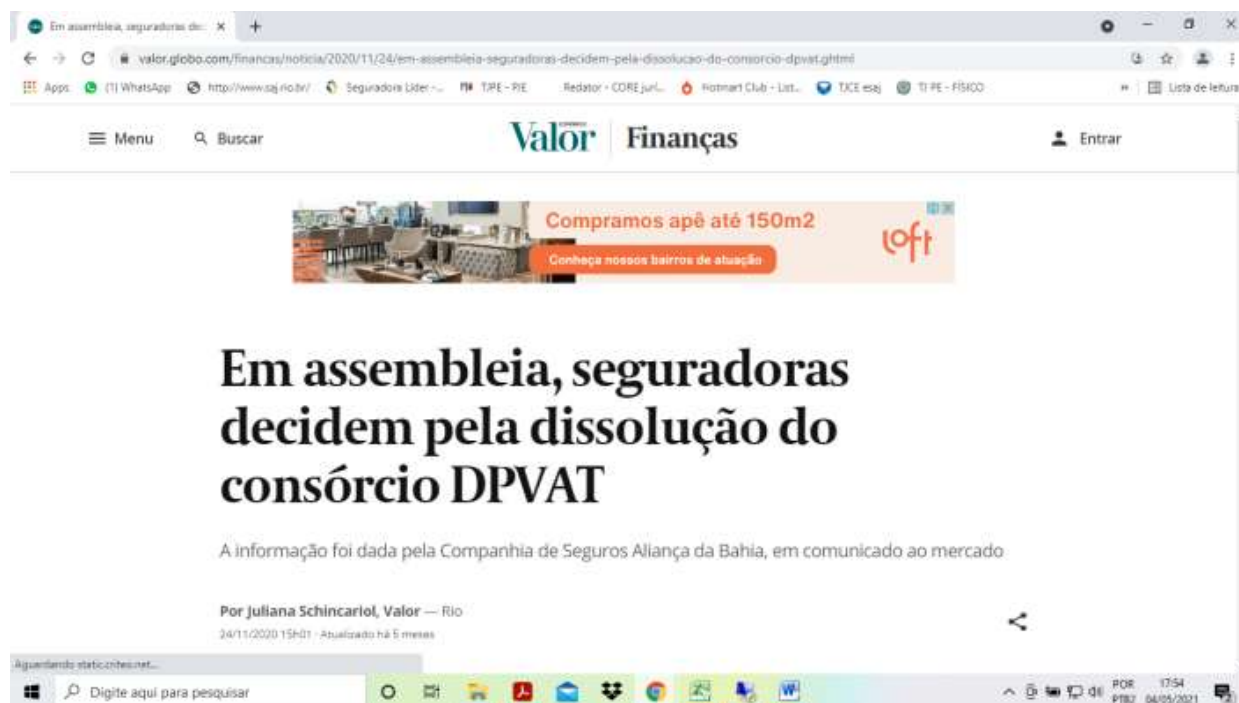 Em assembleia, seguradoras de
valor.globo.com/financas/noticia/2020/11/24/em-assembleia-seguradoras-decidem-pela-dissolucao-do-consorcio-dpvat.ghtml
Apps (1) WhatsApp Seguradora Líder -... TJPE - PJE Redator - CORE juri... Hotmart Club - List... TJCE esaj TJ PE - FÍSICO » Lista de leitura
Menu Buscar Valor Finanças Entrar
Compramos apê até 150m2
Conheça nossos bairros de atuação
loft
Em assembleia, seguradoras
decidem pela dissolução do
consórcio DPVAT
A informação foi dada pela Companhia de Seguros Aliança da Bahia, em comunicado ao mercado
Por Juliana Schincariol, Valor — Rio
24/11/2020 15h01 · Atualizado há 5 meses
Aguardando static.criteo.net...
Digite aqui para pesquisar POR 17:54
PTB2 04/05/2021